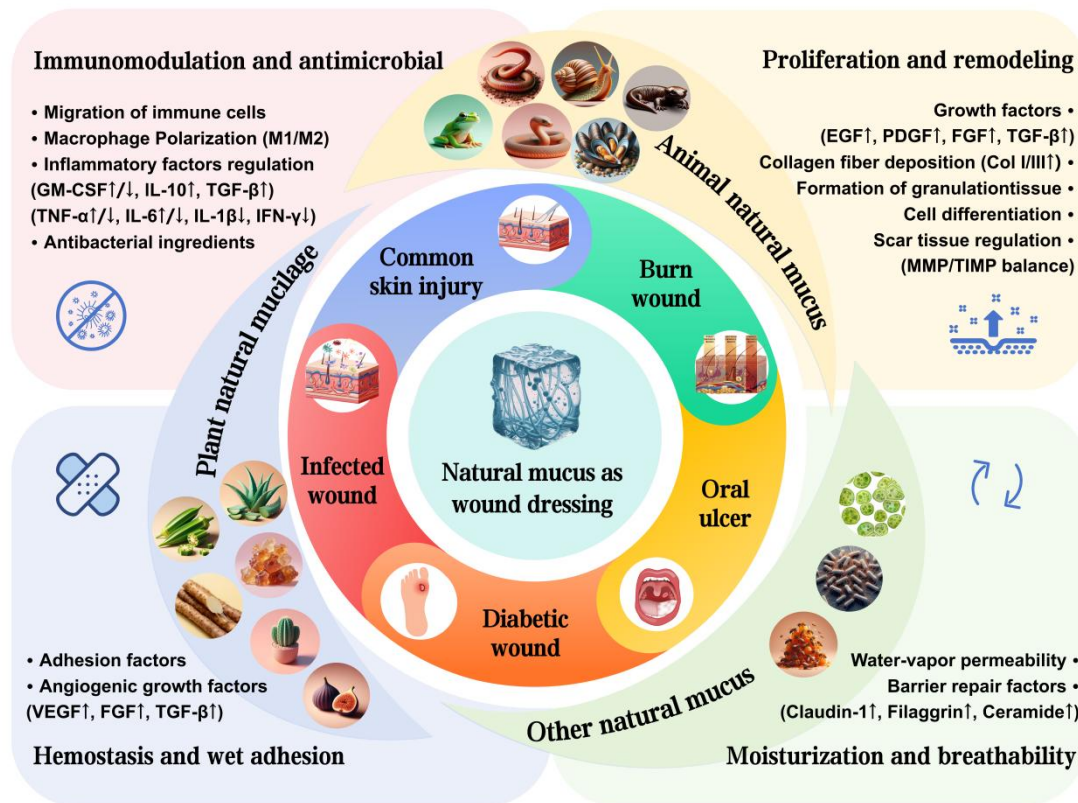 Immunomodulation and antimicrobial
• Migration of immune cells
• Macrophage Polarization (M1/M2)
• Inflammatory factors regulation
(GM-CSF↑/↓, IL-10↑, TGF-β↑)
(TNF-α↑/↓, IL-6↑/↓, IL-1β↓, IFN-γ↓)
• Antibacterial ingredients
Proliferation and remodeling
Growth factors •
(EGF↑, PDGF↑, FGF↑, TGF-β↑)
Collagen fiber deposition (Col I/III↑) •
Formation of granulationtissue •
Cell differentiation •
Scar tissue regulation •
(MMP/TIMP balance)
Animal natural mucus
Plant natural mucilage
Other natural mucus
Common
skin injury
Burn
wound
Infected
wound
Oral
ulcer
Diabetic
wound
Natural mucus as
wound dressing
• Adhesion factors
• Angiogenic growth factors
(VEGF↑, FGF↑, TGF-β↑)
Hemostasis and wet adhesion
Water-vapor permeability •
Barrier repair factors •
(Claudin-1↑, Filaggrin↑, Ceramide↑)
Moisturization and breathability